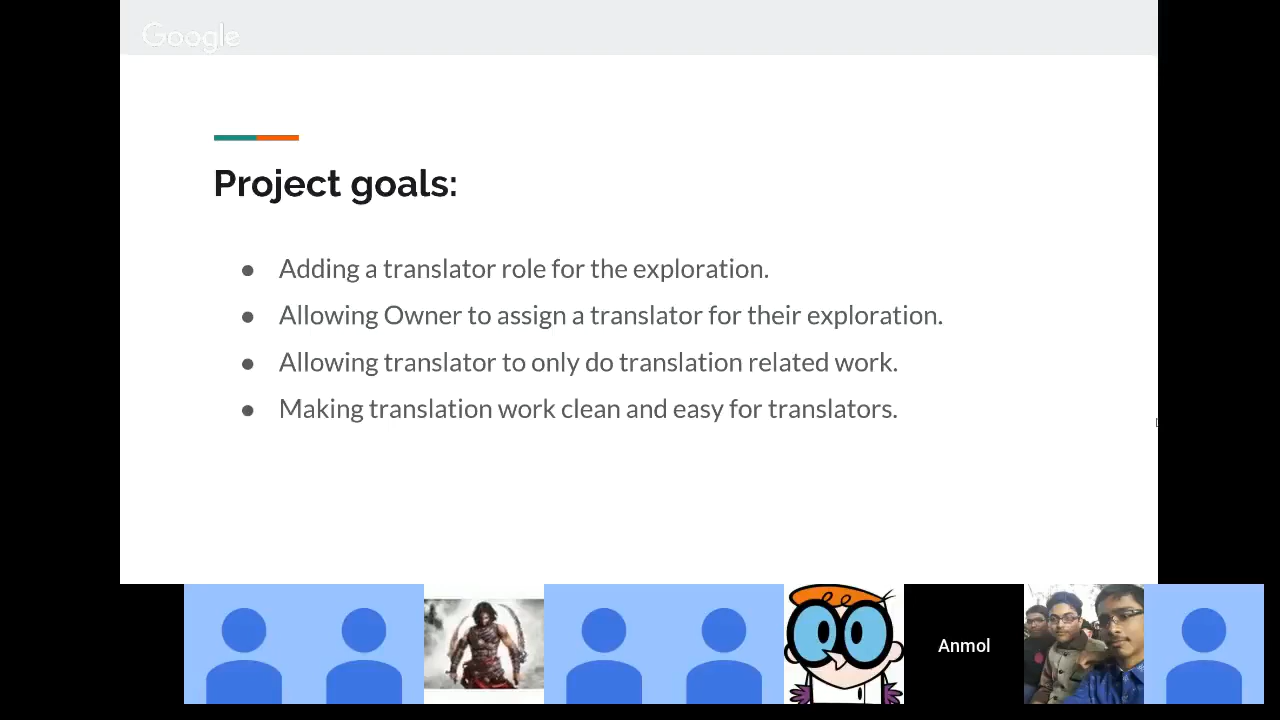 Google
Project goals:
● Adding a translator role for the exploration.
● Allowing Owner to assign a translator for their exploration.
● Allowing translator to only do translation related work.
● Making translation work clean and easy for translators.
Anmol